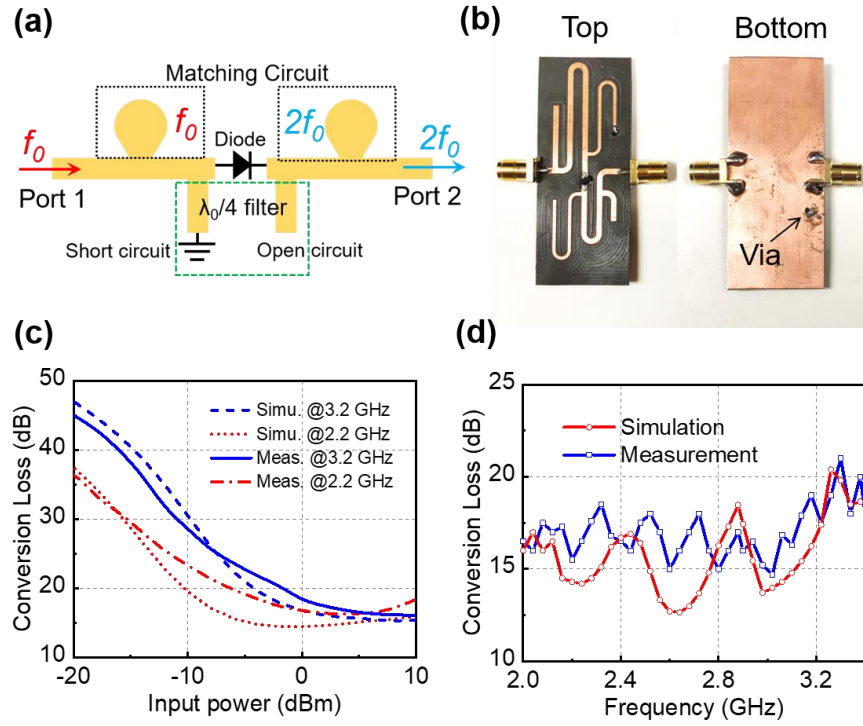 (a)
Matching Circuit
f0
f0
Diode
2f0
2f0
Port 1
Port 2
λ0/4 filter
Short circuit
Open circuit
(b)
Top
Bottom
Via
(c)
50
40
30
20
10
Conversion Loss (dB)
Simu. @3.2 GHz
Simu. @2.2 GHz
Meas. @3.2 GHz
Meas. @2.2 GHz
-20
-10
0
10
Input power (dBm)
(d)
25
20
15
10
Conversion Loss (dB)
Simulation
Measurement
2.0
2.4
2.8
3.2
Frequency (GHz)